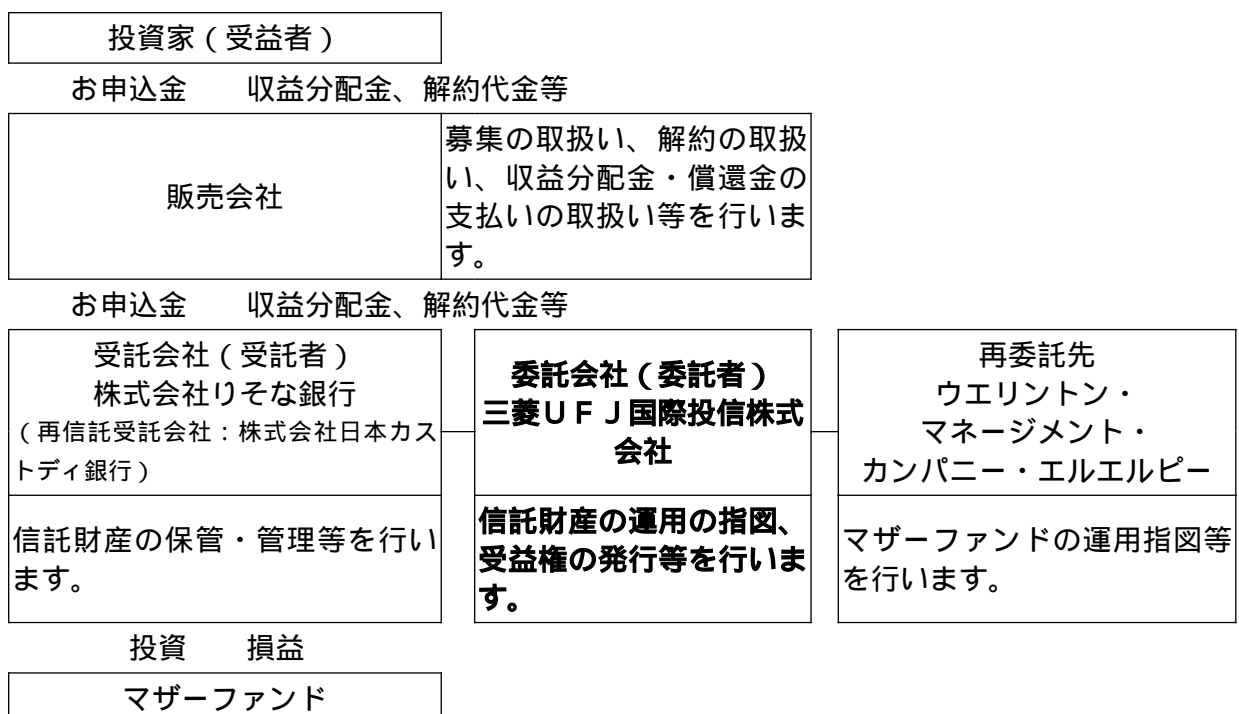 投資家（受益者）
お申込金　　収益分配金、解約代金等
販売会社
募集の取扱い、解約の取扱
い、収益分配金・償還金の
支払いの取扱い等を行いま
す。
お申込金　　収益分配金、解約代金等
受託会社（受託者）
株式会社りそな銀行
（再信託受託会社：株式会社日本カス
トディ銀行）
委託会社（委託者）
三菱ＵＦＪ国際投信株式
会社
再委託先
ウエリントン・
マネージメント・
カンパニー・エルエルピー
信託財産の保管・管理等を行い
ます。
信託財産の運用の指図、
受益権の発行等を行いま
す。
マザーファンドの運用指図等
を行います。
投資　　損益
マザーファンド